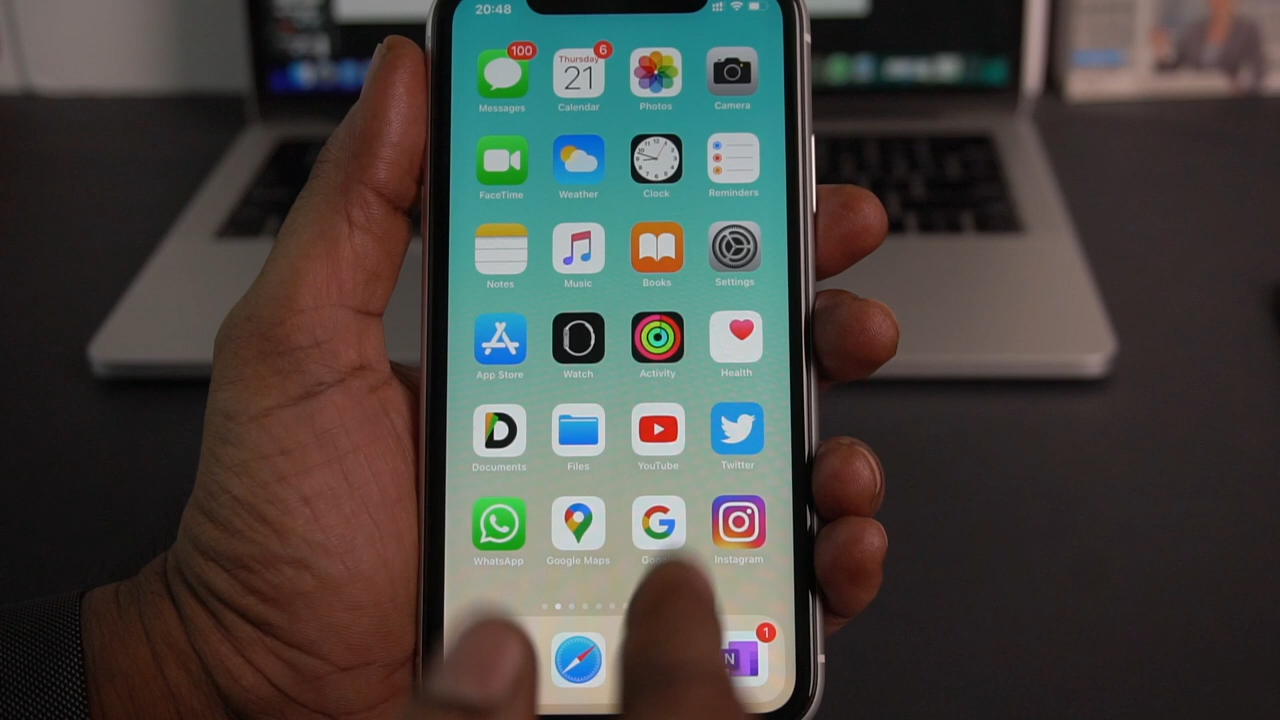 20:48
100
6
Thursday
21
Messages
Calendar
Photos
Camera
FaceTime
Weather
Clock
Reminders
Notes
Music
Books
Settings
App Store
Watch
Activity
Health
Documents
Files
YouTube
Twitter
WhatsApp
Google Maps
Instagram
1
N